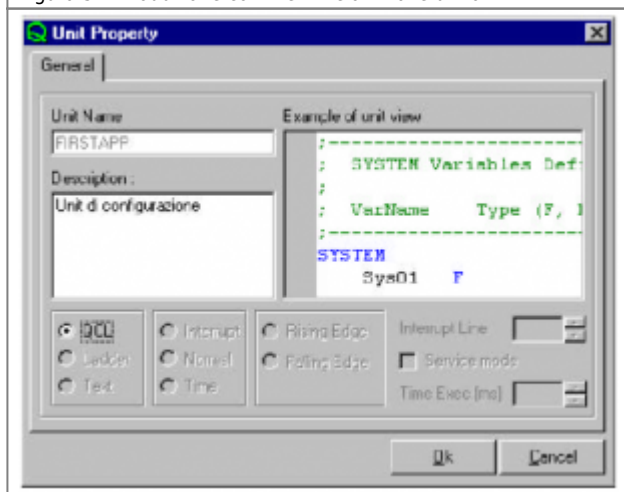 Unit Property
General
Unit Name
FIRSTAPP
Description :
Unit di configurazione
Example of unit view
;----------------------
; SYSTEM Variables Def
;
; VarName Type (F,
;----------------------
SYSTEM
Sys01 F
QCL
Ladder
Text
Interrupt
Normal
Time
Rising Edge
Falling Edge
Interrupt Line
Service mode
Time Exec [ms]
Ok
Cancel